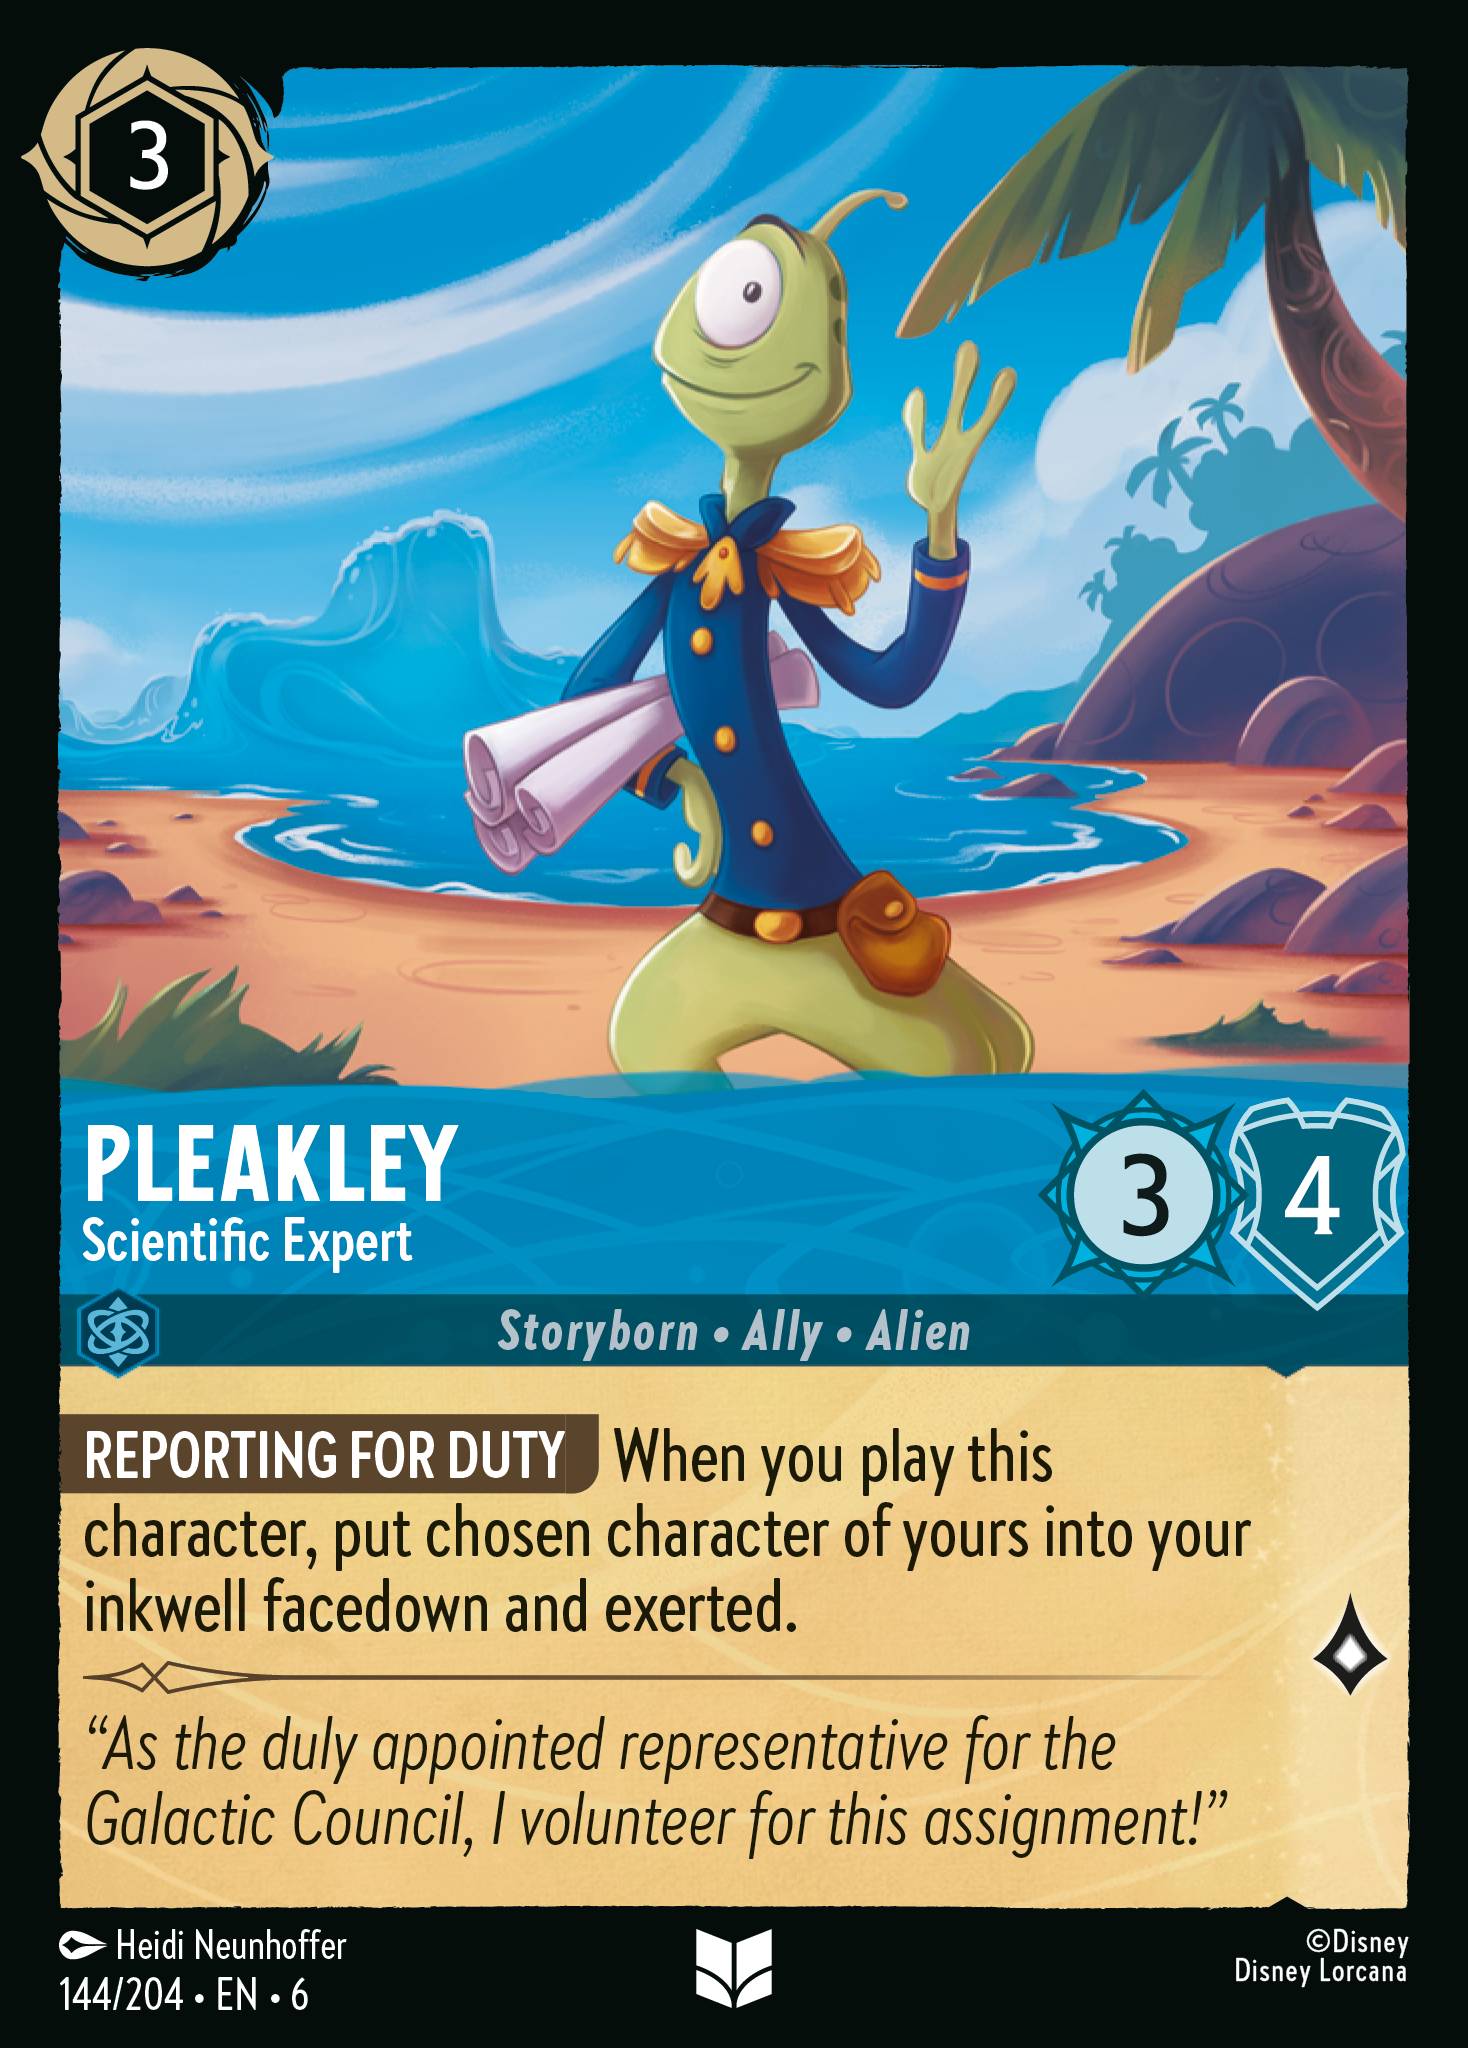 3
PLEAKLEY
Scientific Expert
3 4
Storyborn • Ally • Alien
REPORTING FOR DUTY When you play this
character, put chosen character of yours into your
inkwell facedown and exerted.
“As the duly appointed representative for the
Galactic Council, I volunteer for this assignment!”
Heidi Neunhoffer
144/204 • EN • 6
©Disney
Disney Lorcana